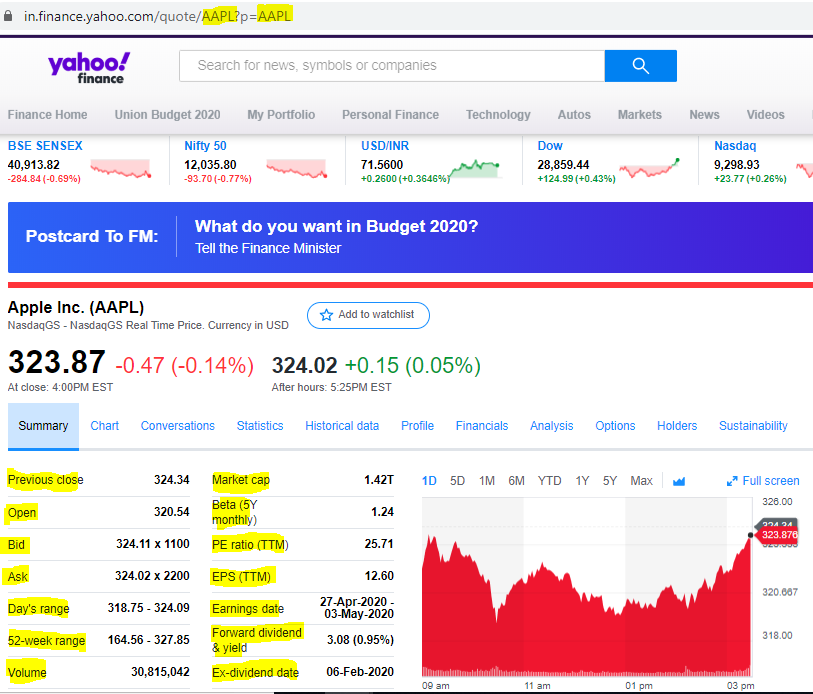 in.finance.yahoo.com/quote/AAPL?p=AAPL
yahoo!
finance
Search for news, symbols or companies
Finance Home Union Budget 2020 My Portfolio Personal Finance Technology Autos Markets News Videos
BSE SENSEX Nifty 50 USD/INR Dow Nasdaq
40,913.82 12,035.80 71.5600 28,859.44 9,298.93
-284.84 (-0.69%) -93.70 (-0.77%) +0.2600 (+0.3646%) +124.99 (+0.43%) +23.77 (+0.26%)
Postcard To FM:
What do you want in Budget 2020?
Tell the Finance Minister
Apple Inc. (AAPL)
NasdaqGS - NasdaqGS Real Time Price. Currency in USD
Add to watchlist
323.87 -0.47 (-0.14%) 324.02 +0.15 (0.05%)
At close: 4:00PM EST After hours: 5:25PM EST
Summary Chart Conversations Statistics Historical data Profile Financials Analysis Options Holders Sustainability
Previous close 324.34
Open 320.54
Bid 324.11 x 1100
Ask 324.02 x 2200
Day's range 318.75 - 324.09
52-week range 164.56 - 327.85
Volume 30,815,042
Market cap 1.42T
Beta (5Y
monthly) 1.24
PE ratio (TTM) 25.71
EPS (TTM) 12.60
Earnings date 27-Apr-2020 -
03-May-2020
Forward dividend
& yield 3.08 (0.95%)
Ex-dividend date 06-Feb-2020
1D 5D 1M 6M YTD 1Y 5Y Max Full screen
326.00
324.34
323.876
320.667
318.00
09 am 11 am 01 pm 03 pm